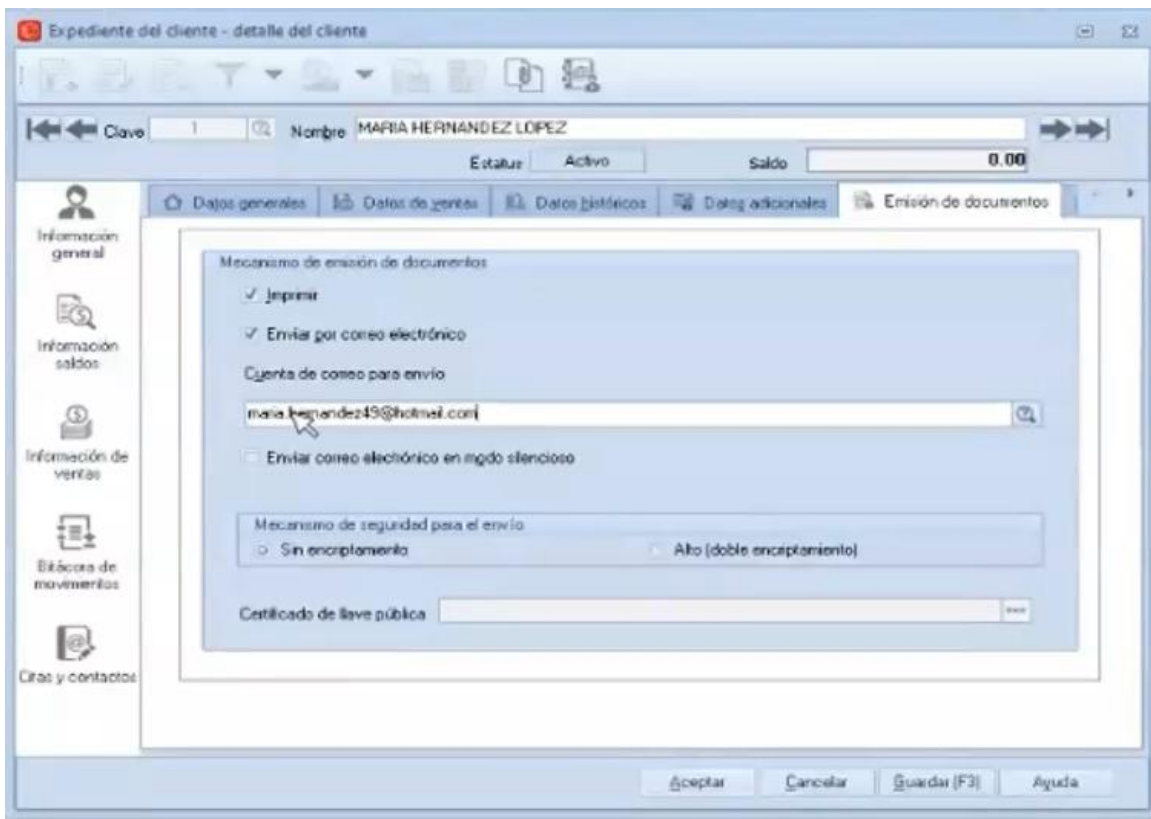 Expediente del cliente - detalle del cliente
Clave 1 Nombre MARIA HERNANDEZ LOPEZ
Estatus Activo Saldo 0.00
Datos generales Datos de ventas Datos históricos Datos adicionales Emisión de documentos
Información general
Información saldos
Información de ventas
Bitácora de movimientos
Citas y contactos
Mecanismo de emisión de documentos
Imprimir
Enviar por correo electrónico
Cuenta de correo para envío
maria.hernandez49@hotmail.com
Enviar correo electrónico en modo silencioso
Mecanismo de seguridad para el envío
Sin encriptamento Alto (doble encriptamiento)
Certificado de llave pública
Aceptar Cancelar Guardar (F3) Ayuda